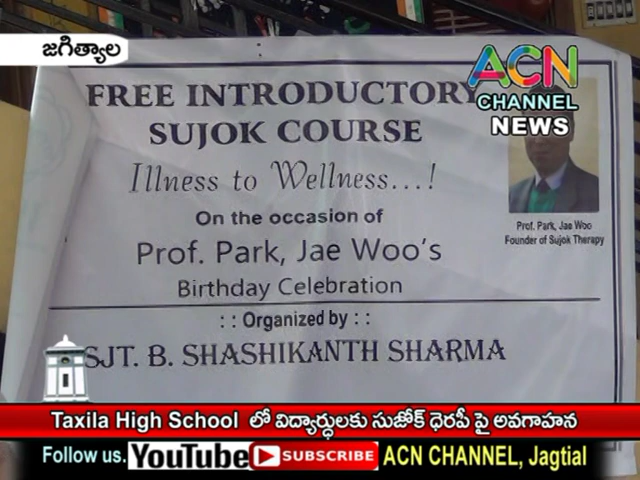 జగిత్యాల
ACN
CHANNEL
NEWS
FREE INTRODUCTORY
SUJOK COURSE
Illness to Wellness...!
On the occasion of
Prof. Park, Jae Woo's
Birthday Celebration
Prof. Park, Jae Woo
Founder of Sujok Therapy
: : Organized by : :
SJT. B. SHASHIKANTH SHARMA
Taxila High School లో విద్యార్ధులకు సుజోక్ ధెరపీ పై అవగాహన
Follow us. YouTube SUBSCRIBE ACN CHANNEL, Jagtial